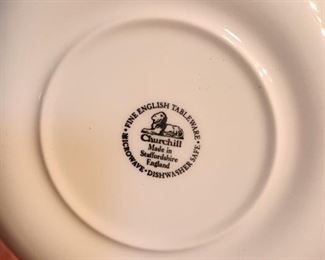 • FINE ENGLISH TABLEWARE •
Churchill
Made in
Staffordshire
England
MICROWAVE • DISHWASHER SAFE